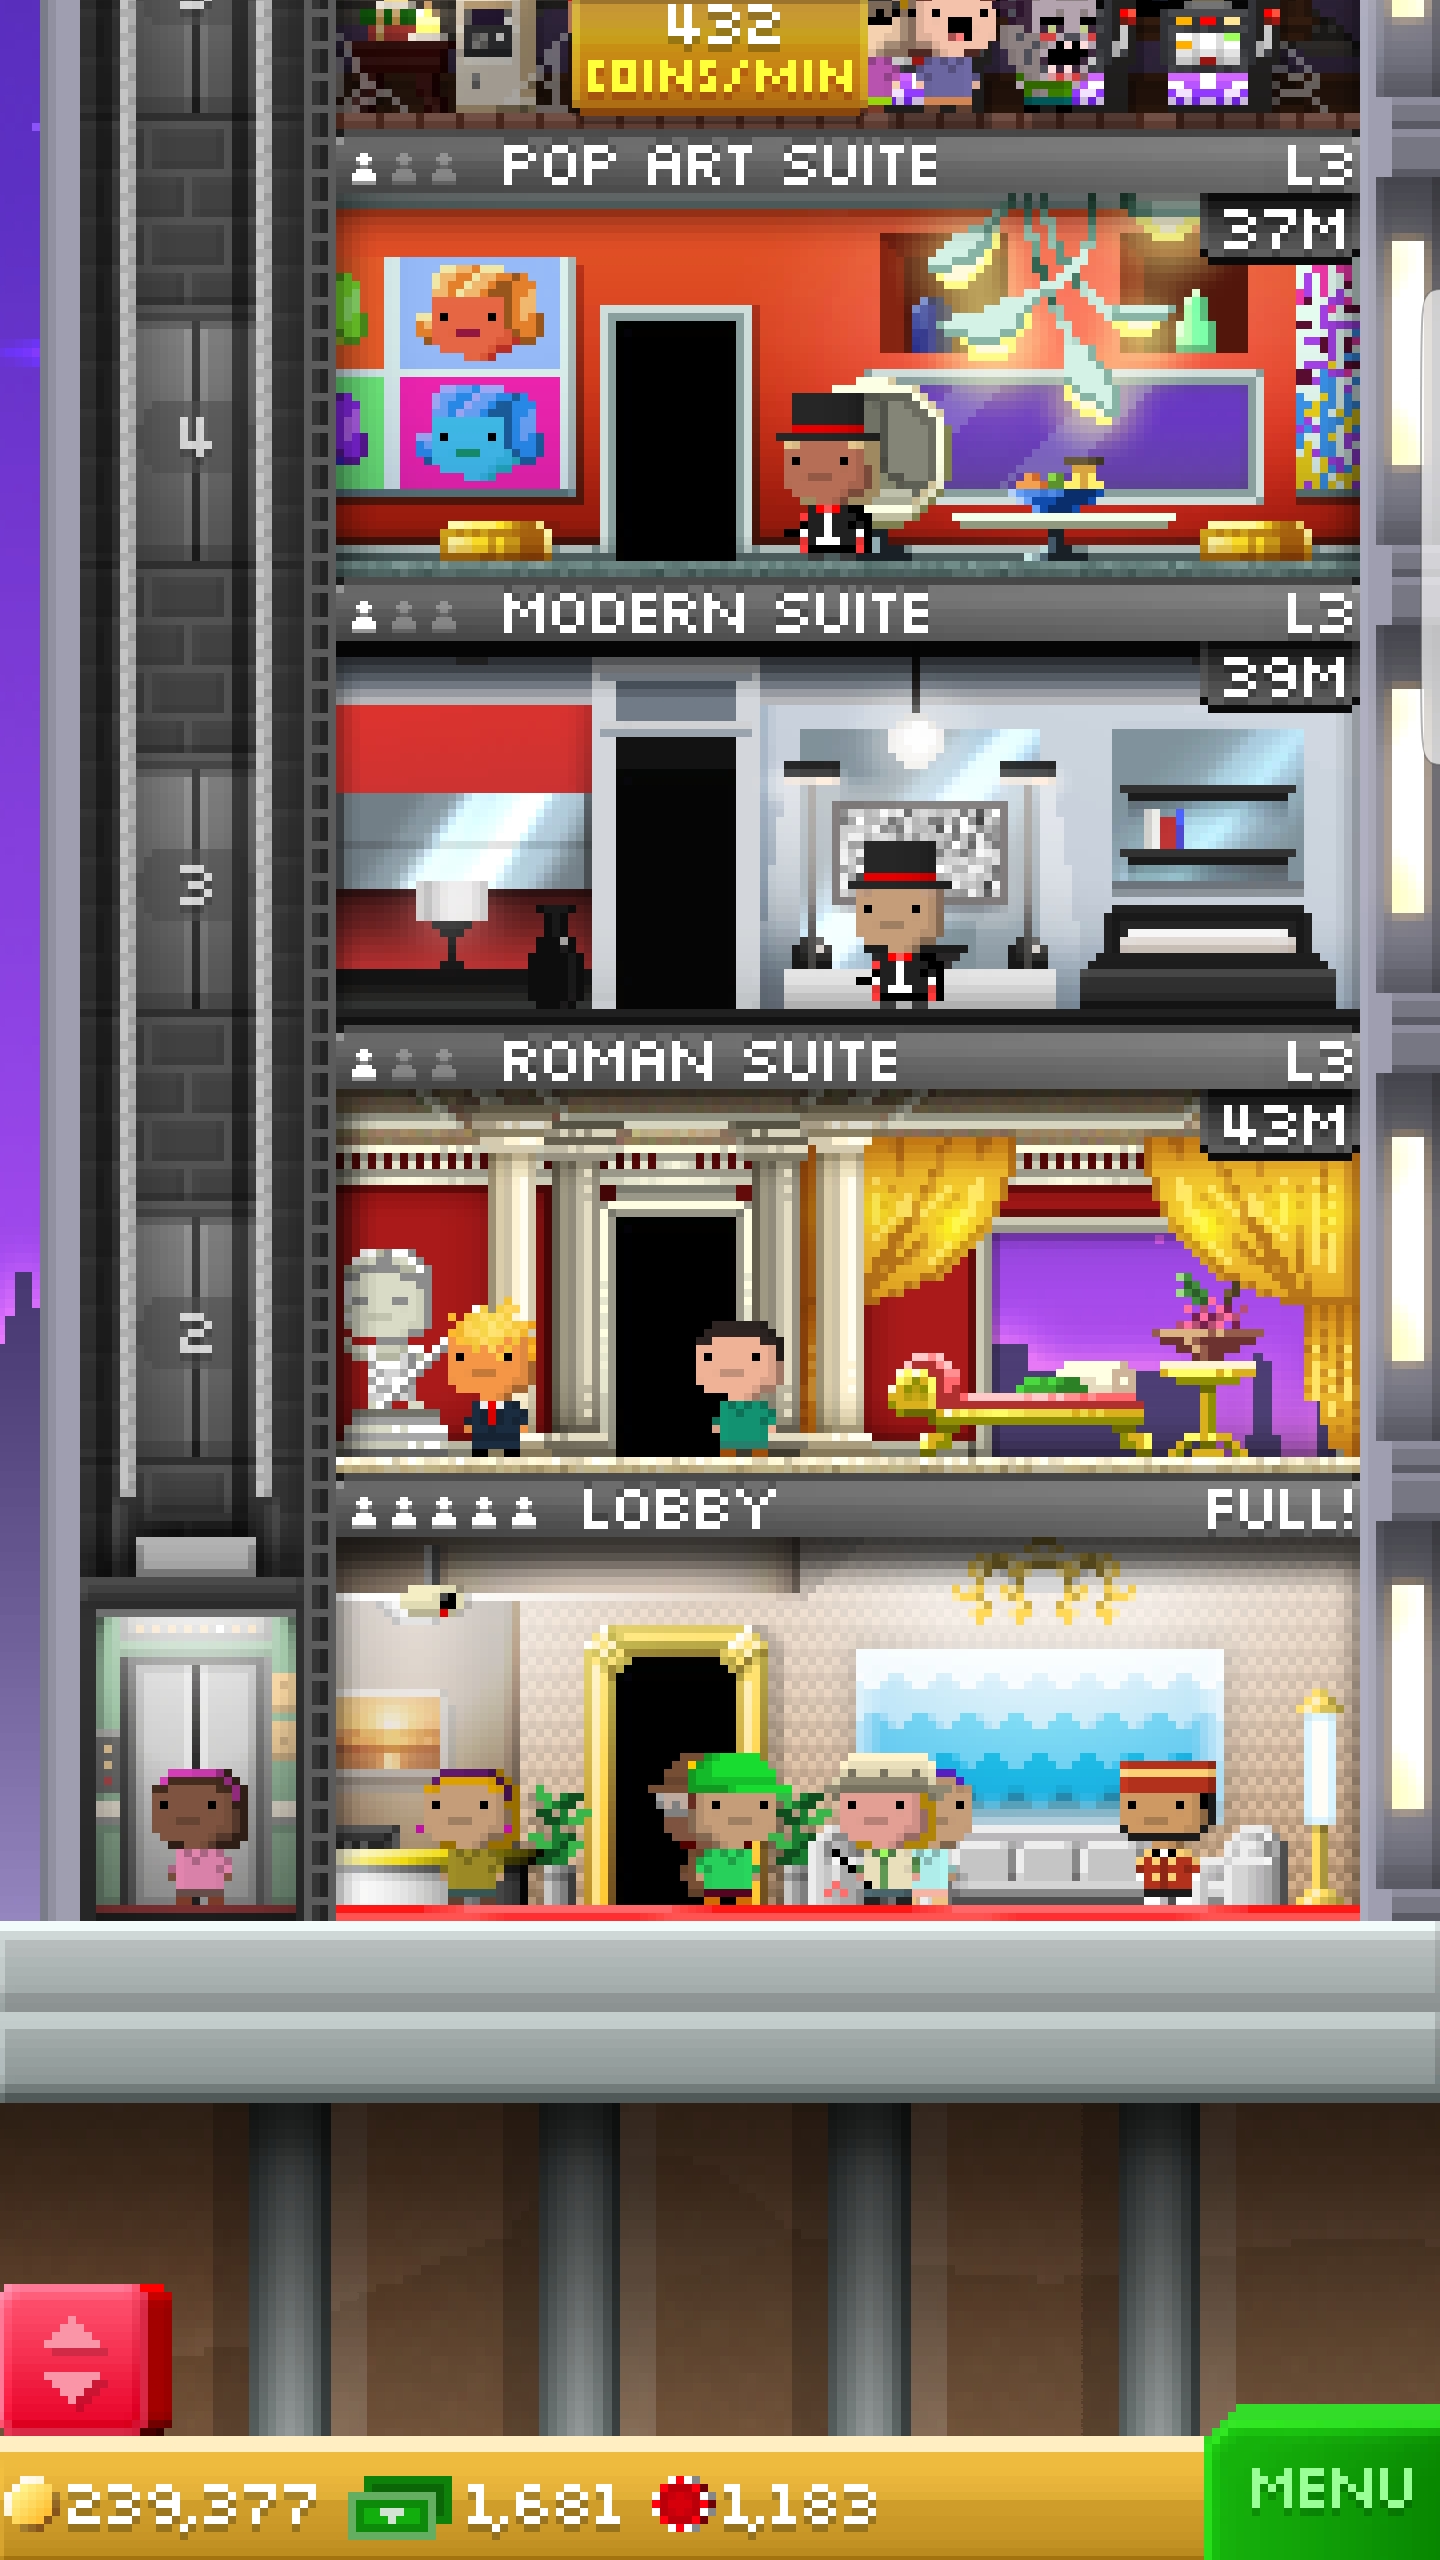 432
COINS/MIN
POP ART SUITE L3
37M
4
MODERN SUITE L3
39M
3
ROMAN SUITE L3
43M
2
LOBBY FULL!
239,377 1,681 1,183
MENU